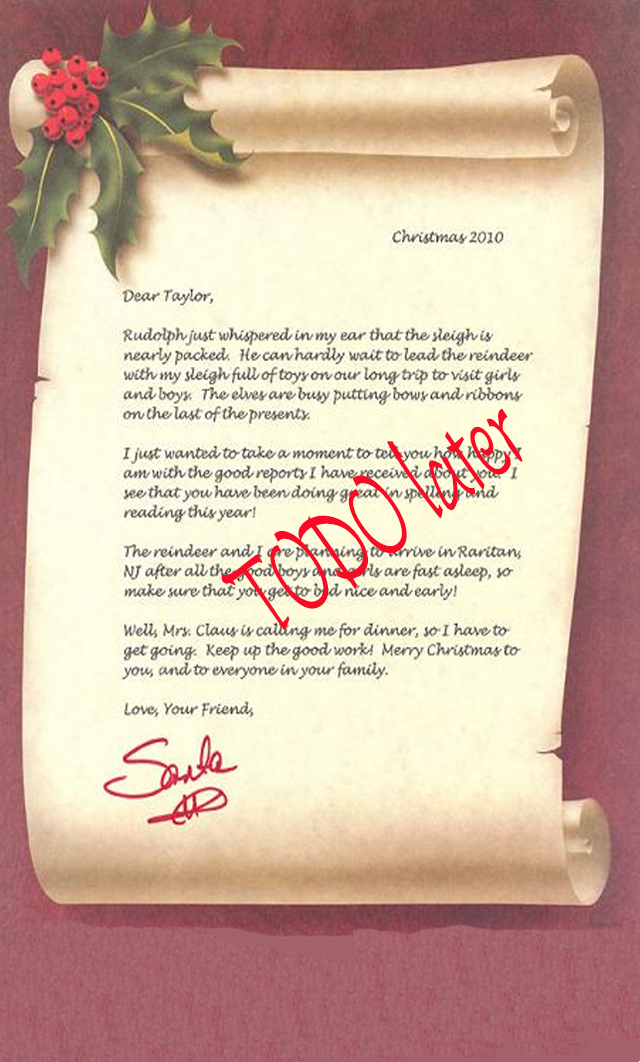 Christmas 2010
Dear Taylor,
Rudolph just whispered in my ear that the sleigh is
nearly packed. He can hardly wait to lead the reindeer
with my sleigh full of toys on our long trip to visit girls
and boys. The elves are busy putting bows and ribbons
on the last of the presents.
I just wanted to take a moment to tell you how happy I
am with the good reports I have received about you. I
see that you have been doing great in spelling and
reading this year!
The reindeer and I are planning to arrive in Raritan,
NJ after all the good boys and girls are fast asleep, so
make sure that you get to bed nice and early!
Well, Mrs. Claus is calling me for dinner, so I have to
get going. Keep up the good work! Merry Christmas to
you, and to everyone in your family.
Love, Your Friend,
Santa
TODO later